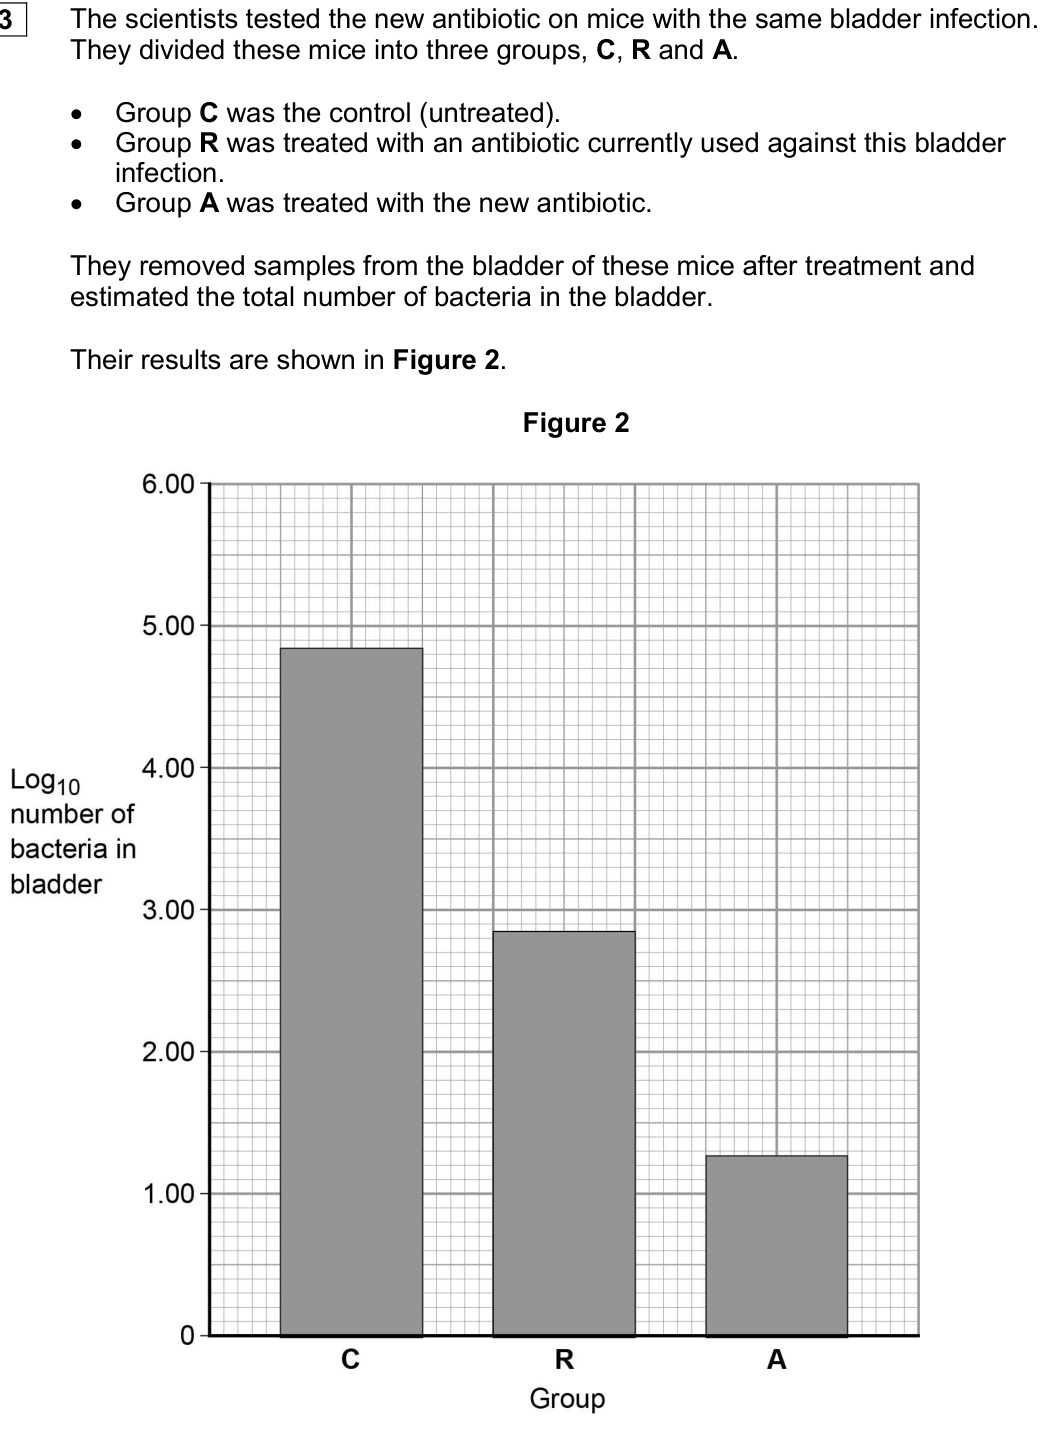 3
The scientists tested the new antibiotic on mice with the same bladder infection.
They divided these mice into three groups, C, R and A.
• Group C was the control (untreated).
• Group R was treated with an antibiotic currently used against this bladder
infection.
• Group A was treated with the new antibiotic.
They removed samples from the bladder of these mice after treatment and
estimated the total number of bacteria in the bladder.
Their results are shown in Figure 2.
Figure 2
6.00
5.00
4.00
3.00
2.00
1.00
0
Log10
number of
bacteria in
bladder
C R A
Group